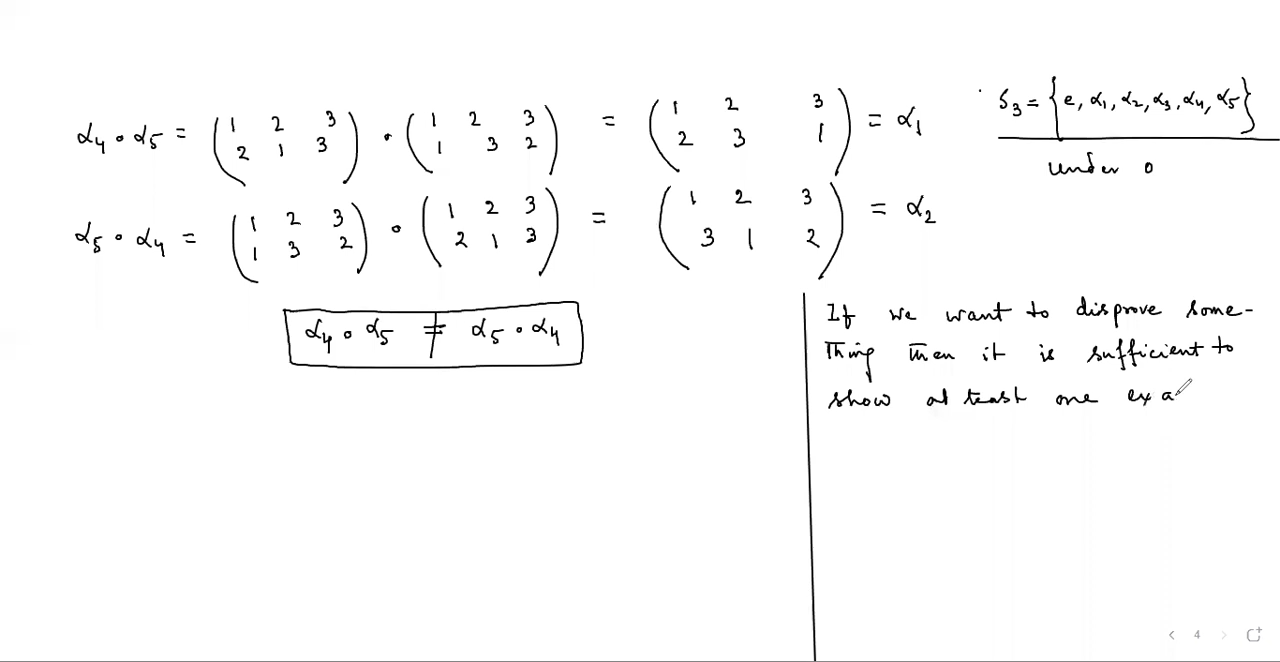 α₄ ∘ α₅ = (1 2 3 / 2 1 3) ∘ (1 2 3 / 1 3 2) = (1 2 3 / 2 3 1) = α₁
α₅ ∘ α₄ = (1 2 3 / 1 3 2) ∘ (1 2 3 / 2 1 3) = (1 2 3 / 3 1 2) = α₂
α₄ ∘ α₅ ≠ α₅ ∘ α₄
S₃ = {e, α₁, α₂, α₃, α₄, α₅}
under ∘
If we want to disprove some-
thing then it is sufficient to
show at least one exa
4